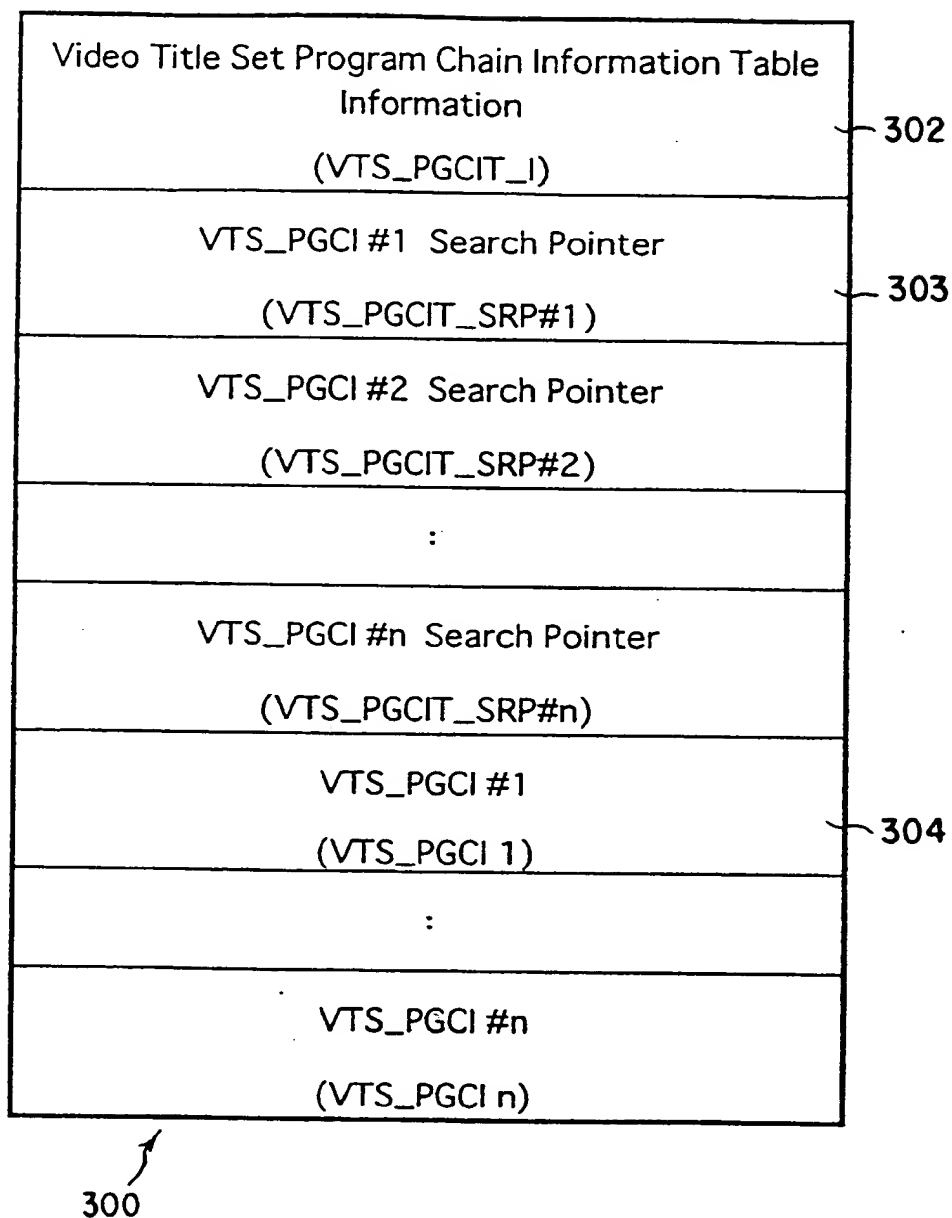 Video Title Set Program Chain Information Table
Information
(VTS_PGCIT_I)
302
VTS_PGCI #1 Search Pointer
(VTS_PGCIT_SRP#1)
303
VTS_PGCI #2 Search Pointer
(VTS_PGCIT_SRP#2)
:
VTS_PGCI #n Search Pointer
(VTS_PGCIT_SRP#n)
VTS_PGCI #1
(VTS_PGCI 1)
304
:
VTS_PGCI #n
(VTS_PGCI n)
300